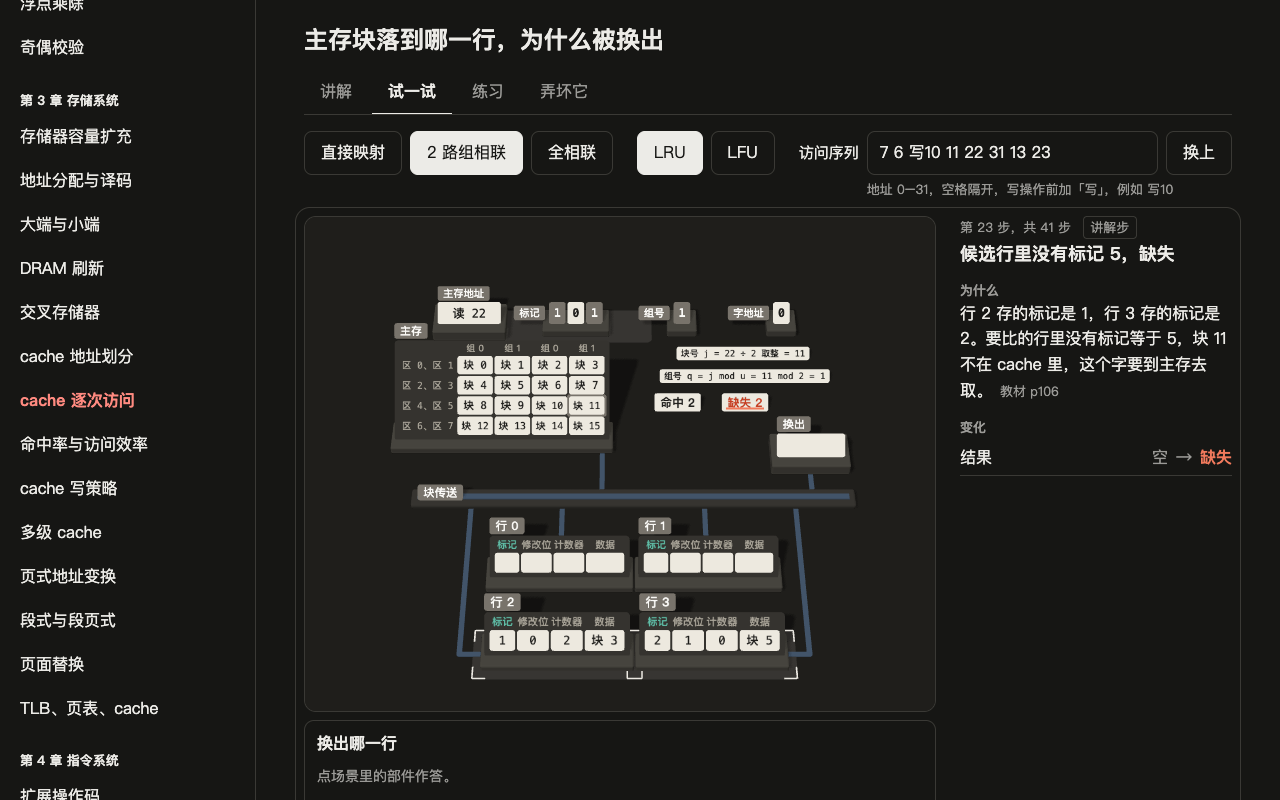 浮点乘除
奇偶校验
第 3 章 存储系统
存储器容量扩充
地址分配与译码
大端与小端
DRAM 刷新
交叉存储器
cache 地址划分
cache 逐次访问
命中率与访问效率
cache 写策略
多级 cache
页式地址变换
段式与段页式
页面替换
TLB、页表、cache
第 4 章 指令系统
扩展操作码
主存块落到哪一行，为什么被换出
讲解 试一试 练习 弄坏它
直接映射 2 路组相联 全相联 LRU LFU 访问序列 7 6 写10 11 22 31 13 23 换上
地址 0—31，空格隔开，写操作前加「写」，例如 写10
主存地址
读 22 标记 1 0 1 组号 1 字地址 0
主存
组 0 组 1 组 0 组 1
区 0、区 1 块 0 块 1 块 2 块 3
区 2、区 3 块 4 块 5 块 6 块 7
区 4、区 5 块 8 块 9 块 10 块 11
区 6、区 7 块 12 块 13 块 14 块 15
块号 j = 22 ÷ 2 取整 = 11
组号 q = j mod u = 11 mod 2 = 1
命中 2 缺失 2
换出
块传送
行 0 行 1
标记 修改位 计数器 数据 标记 修改位 计数器 数据
行 2 行 3
标记 修改位 计数器 数据 标记 修改位 计数器 数据
1 0 2 块 3 2 1 0 块 5
换出哪一行
点场景里的部件作答。
第 23 步，共 41 步 讲解步
候选行里没有标记 5，缺失
为什么
行 2 存的标记是 1，行 3 存的标记是
2。要比的行里没有标记等于 5，块 11
不在 cache 里，这个字要到主存去
取。 教材 p106
变化
结果 空 → 缺失